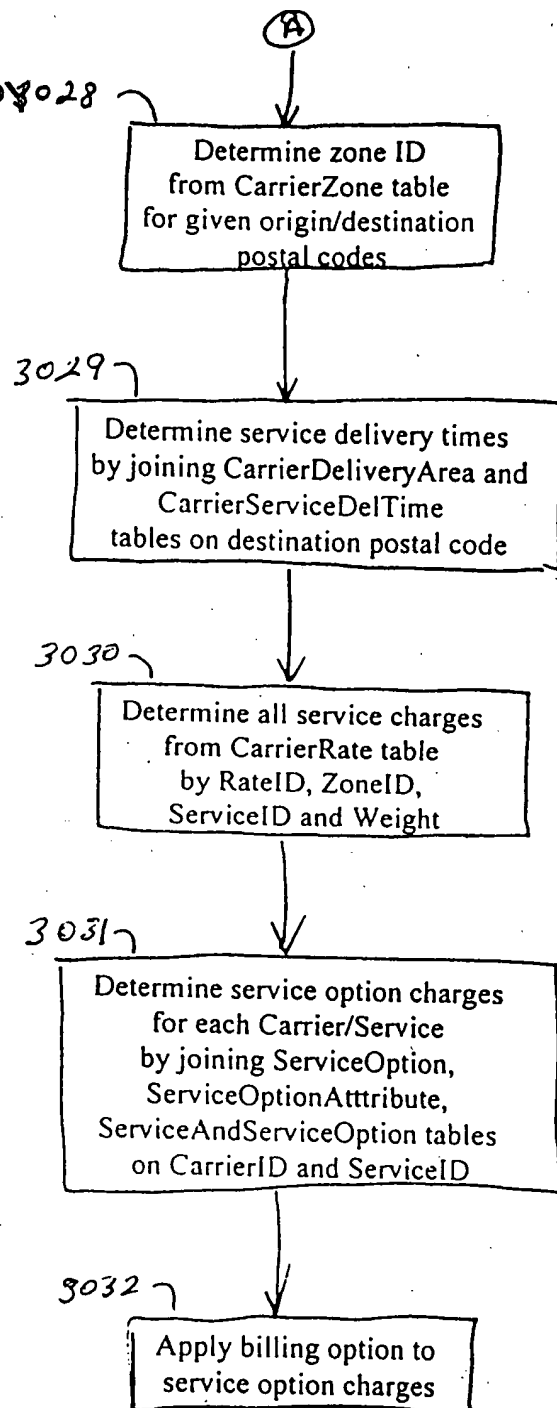 A
3028
Determine zone ID
from CarrierZone table
for given origin/destination
postal codes
3029
Determine service delivery times
by joining CarrierDeliveryArea and
CarrierServiceDelTime
tables on destination postal code
3030
Determine all service charges
from CarrierRate table
by RateID, ZoneID,
ServiceID and Weight
3031
Determine service option charges
for each Carrier/Service
by joining ServiceOption,
ServiceOptionAtttribute,
ServiceAndServiceOption tables
on CarrierID and ServiceID
3032
Apply billing option to
service option charges